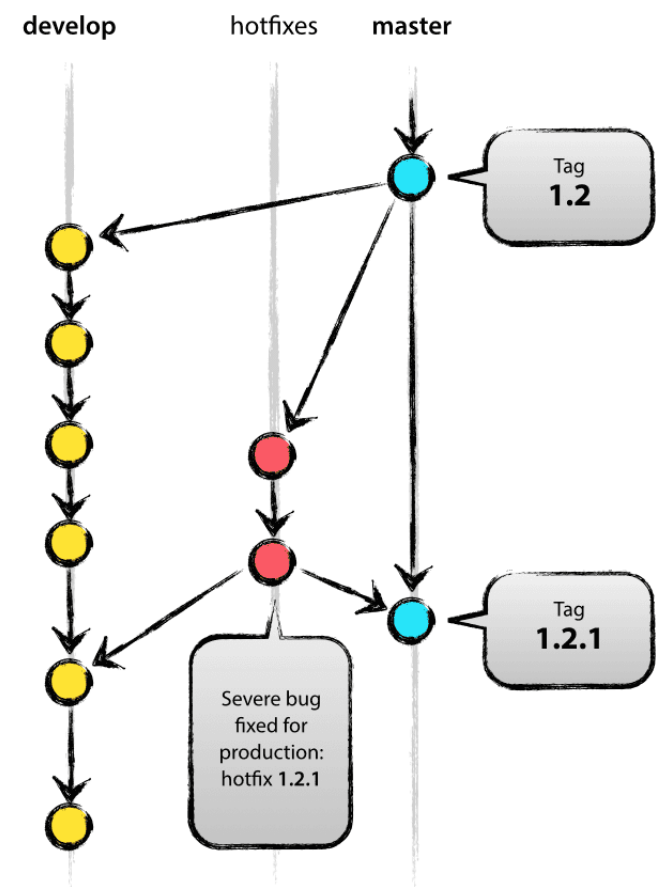 develop
hotfixes
master
Tag
1.2
Tag
1.2.1
Severe bug
fixed for
production:
hotfix 1.2.1